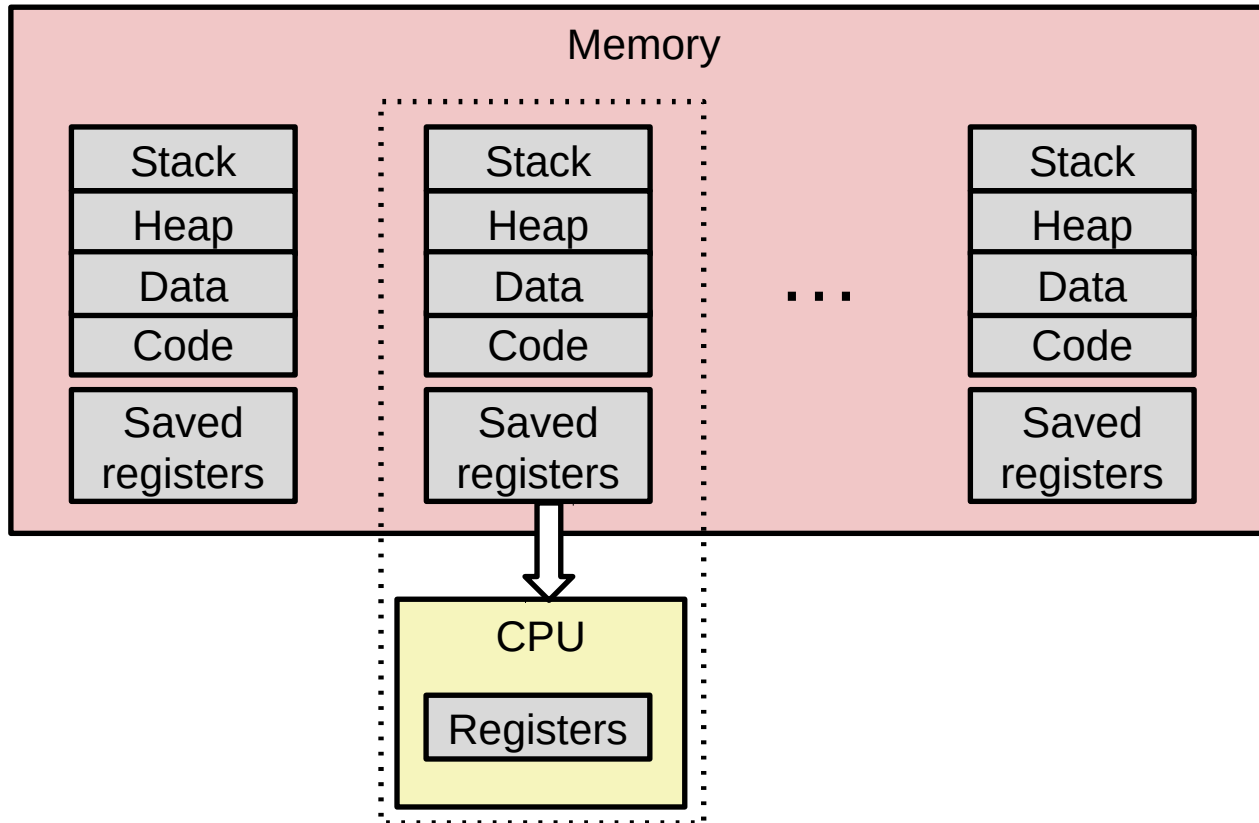 Memory
Stack
Heap
Data
Code
Saved
registers
Stack
Heap
Data
Code
Saved
registers
...
Stack
Heap
Data
Code
Saved
registers
CPU
Registers